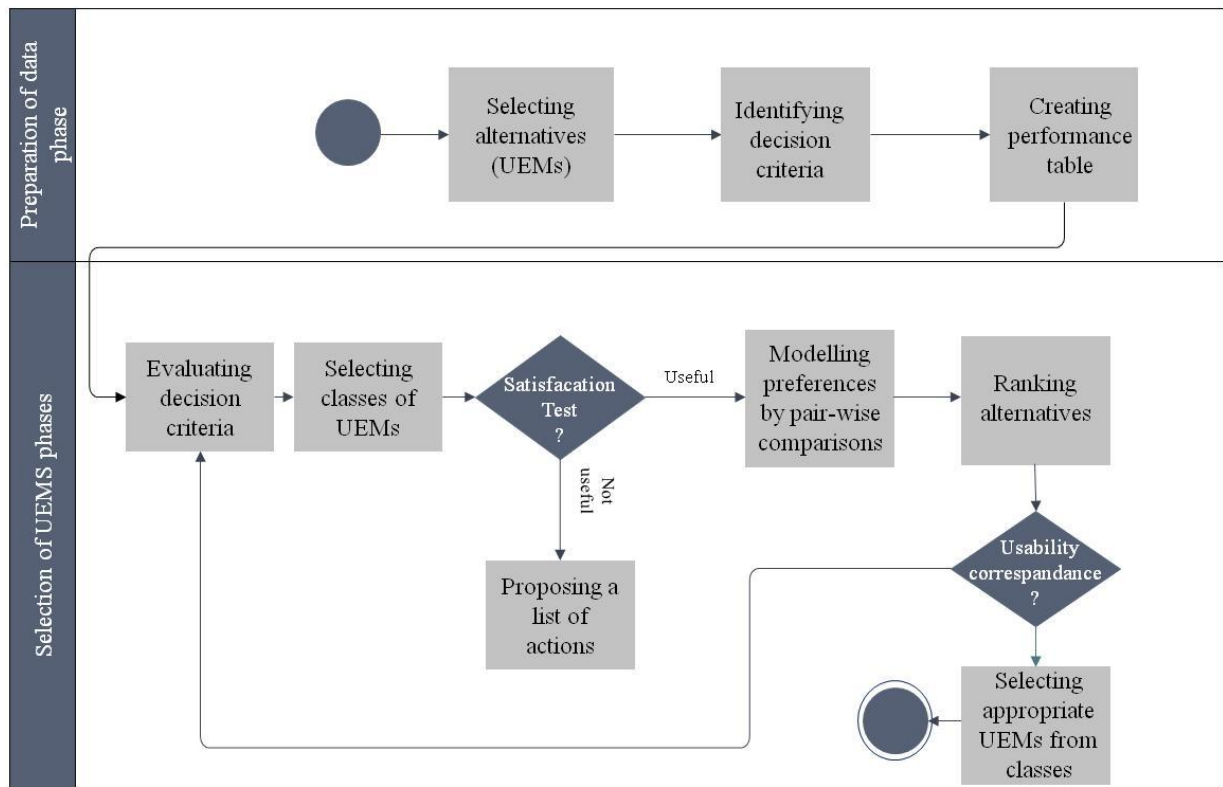 Preparation of data
phase
Selecting
alternatives
(UEMs)
Identifying
decision
criteria
Creating
performance
table
Selection of UEMS phases
Evaluating
decision
criteria
Selecting
classes of
UEMs
Satisfacation
Test
?
Useful
Not
useful
Proposing a
list of
actions
Modelling
preferences
by pair-wise
comparisons
Ranking
alternatives
Usability
correspandance
?
Selecting
appropriate
UEMs from
classes